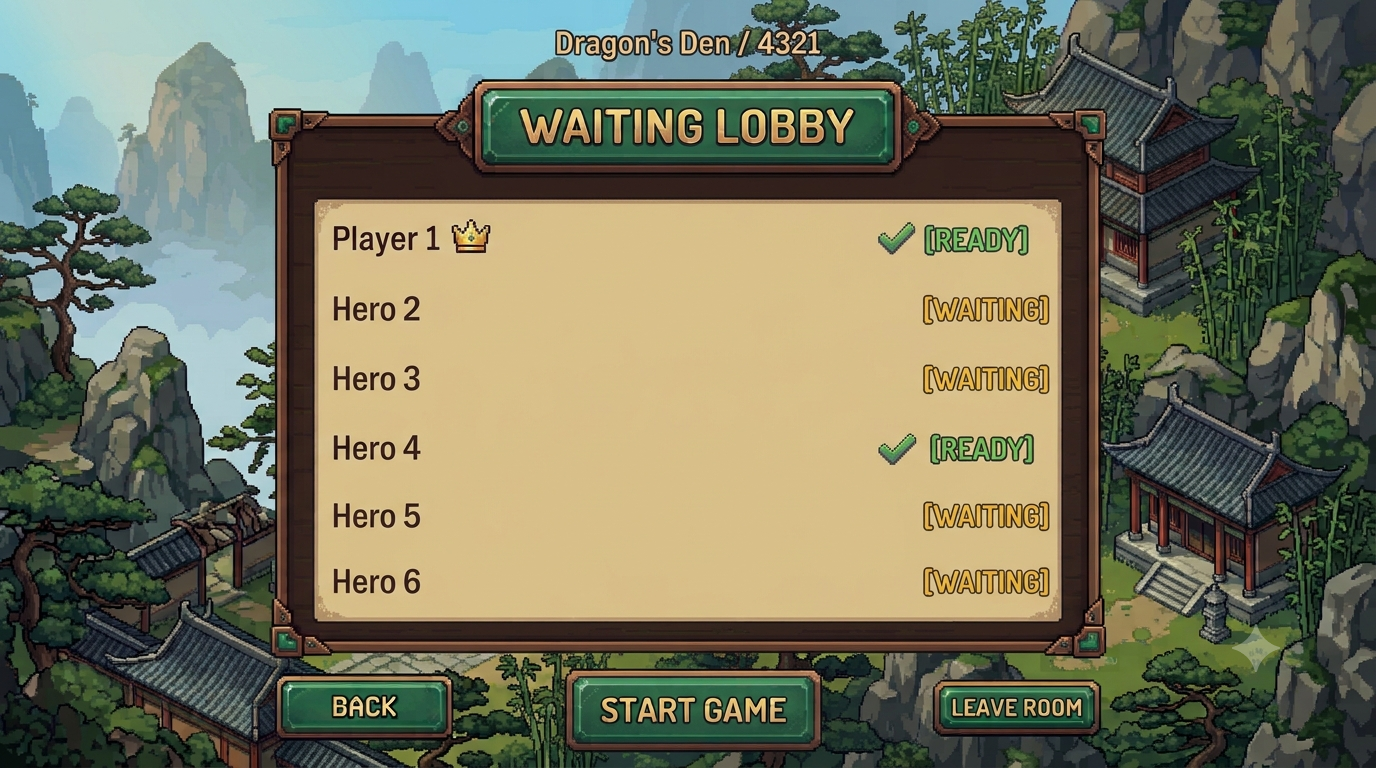 Dragon's Den / 4321
WAITING LOBBY
Player 1 [READY]
Hero 2 [WAITING]
Hero 3 [WAITING]
Hero 4 [READY]
Hero 5 [WAITING]
Hero 6 [WAITING]
BACK START GAME LEAVE ROOM